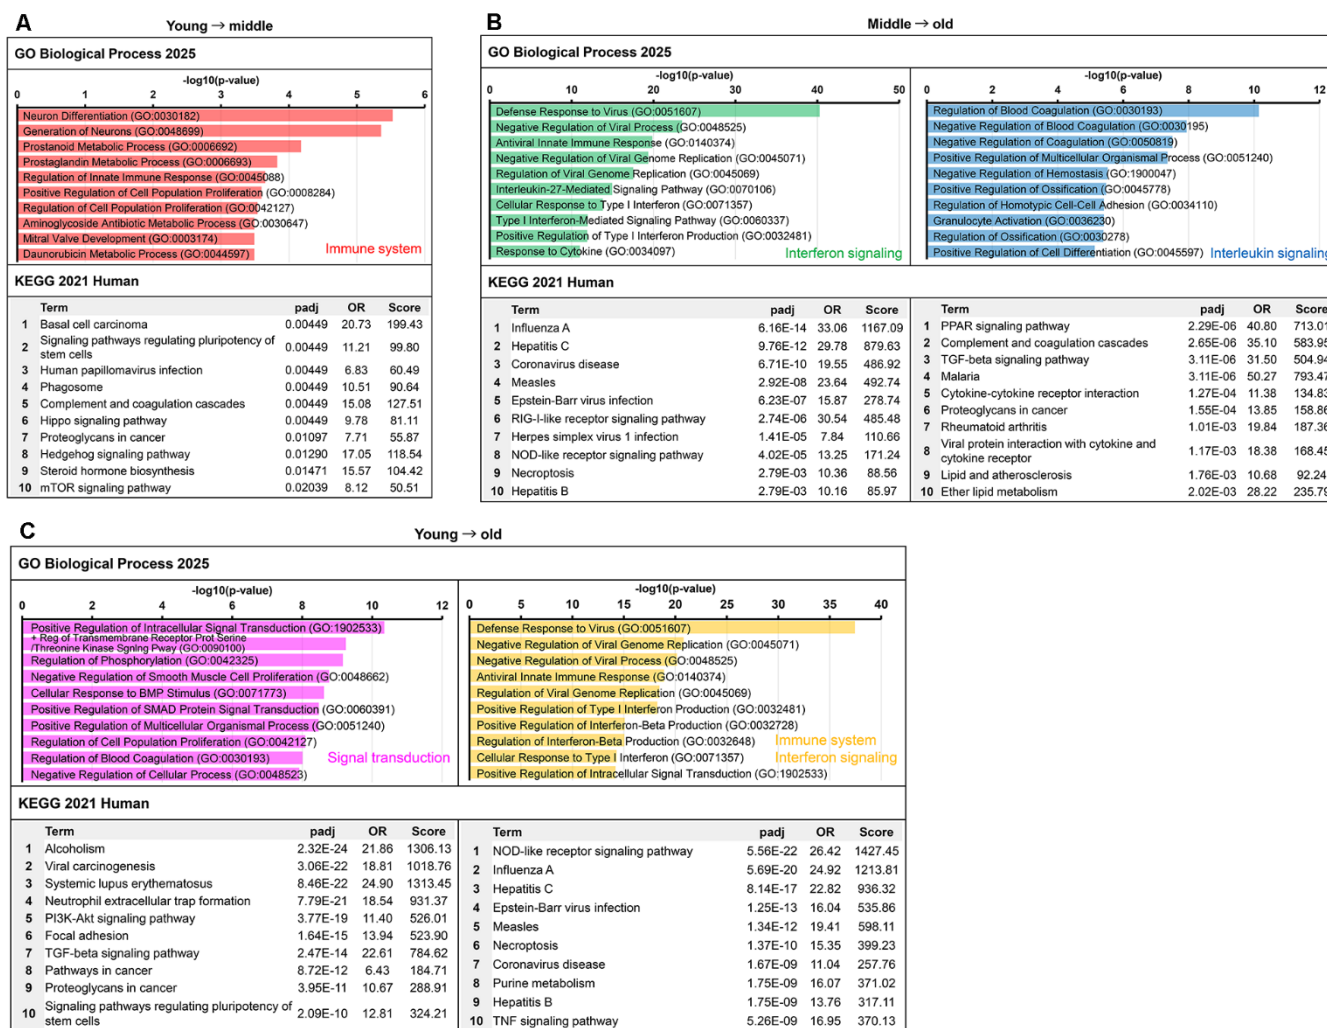 A
Young → middle
GO Biological Process 2025
-log10(p-value)
0 1 2 3 4 5 6
Neuron Differentiation (GO:0030182)
Generation of Neurons (GO:0048699)
Prostanoid Metabolic Process (GO:0006692)
Prostaglandin Metabolic Process (GO:0006693)
Regulation of Innate Immune Response (GO:0045088)
Positive Regulation of Cell Population Proliferation (GO:0008284)
Regulation of Cell Population Proliferation (GO:0042127)
Aminoglycoside Antibiotic Metabolic Process (GO:0030647)
Mitral Valve Development (GO:0003174)
Daunorubicin Metabolic Process (GO:0044597)
Immune system
KEGG 2021 Human
Term padj OR Score
1 Basal cell carcinoma 0.00449 20.73 199.43
2 Signaling pathways regulating pluripotency of stem cells 0.00449 11.21 99.80
3 Human papillomavirus infection 0.00449 6.83 60.49
4 Phagosome 0.00449 10.51 90.64
5 Complement and coagulation cascades 0.00449 15.08 127.51
6 Hippo signaling pathway 0.00449 9.78 81.11
7 Proteoglycans in cancer 0.01097 7.71 55.87
8 Hedgehog signaling pathway 0.01290 17.05 118.54
9 Steroid hormone biosynthesis 0.01471 15.57 104.42
10 mTOR signaling pathway 0.02039 8.12 50.51
B
Middle → old
GO Biological Process 2025
-log10(p-value)
0 10 20 30 40 50
Defense Response to Virus (GO:0051607)
Negative Regulation of Viral Process (GO:0048525)
Antiviral Innate Immune Response (GO:0140374)
Negative Regulation of Viral Genome Replication (GO:0045071)
Regulation of Viral Genome Replication (GO:0045069)
Interleukin-27-Mediated Signaling Pathway (GO:0070106)
Cellular Response to Type I Interferon (GO:0071357)
Type I Interferon-Mediated Signaling Pathway (GO:0060337)
Positive Regulation of Type I Interferon Production (GO:0032481)
Response to Cytokine (GO:0034097)
Interferon signaling
-log10(p-value)
0 2 4 6 8 10 12
Regulation of Blood Coagulation (GO:0030193)
Negative Regulation of Blood Coagulation (GO:0030195)
Negative Regulation of Coagulation (GO:0050819)
Positive Regulation of Multicellular Organismal Process (GO:0051240)
Negative Regulation of Hemostasis (GO:1900047)
Positive Regulation of Ossification (GO:0045778)
Regulation of Homotypic Cell-Cell Adhesion (GO:0034110)
Granulocyte Activation (GO:0036230)
Regulation of Ossification (GO:0030278)
Positive Regulation of Cell Differentiation (GO:0045597)
Interleukin signaling
KEGG 2021 Human
Term padj OR Score
1 Influenza A 6.16E-14 33.06 1167.09
2 Hepatitis C 9.76E-12 29.78 879.63
3 Coronavirus disease 6.71E-10 19.55 486.92
4 Measles 2.92E-08 23.64 492.74
5 Epstein-Barr virus infection 6.23E-07 15.87 278.74
6 RIG-I-like receptor signaling pathway 2.74E-06 30.54 485.48
7 Herpes simplex virus 1 infection 1.41E-05 7.84 110.66
8 NOD-like receptor signaling pathway 4.02E-05 13.25 171.24
9 Necroptosis 2.79E-03 10.36 88.56
10 Hepatitis B 2.79E-03 10.16 85.97
Term padj OR Score
1 PPAR signaling pathway 2.29E-06 40.80 713.01
2 Complement and coagulation cascades 2.65E-06 35.10 583.95
3 TGF-beta signaling pathway 3.11E-06 31.50 504.94
4 Malaria 3.11E-06 50.27 793.47
5 Cytokine-cytokine receptor interaction 1.27E-04 11.38 134.83
6 Proteoglycans in cancer 1.55E-04 13.85 158.86
7 Rheumatoid arthritis 1.01E-03 19.84 187.36
8 Viral protein interaction with cytokine and cytokine receptor 1.17E-03 18.38 168.45
9 Lipid and atherosclerosis 1.76E-03 10.68 92.24
10 Ether lipid metabolism 2.02E-03 28.22 235.79
C
Young → old
GO Biological Process 2025
-log10(p-value)
0 2 4 6 8 10 12
Positive Regulation of Intracellular Signal Transduction (GO:1902533)
+ Reg of Transmembrane Receptor Prot Serine
/Threonine Kinase Sgnlng Pway (GO:0090100)
Regulation of Phosphorylation (GO:0042325)
Negative Regulation of Smooth Muscle Cell Proliferation (GO:0048662)
Cellular Response to BMP Stimulus (GO:0071773)
Positive Regulation of SMAD Protein Signal Transduction (GO:0060391)
Positive Regulation of Multicellular Organismal Process (GO:0051240)
Regulation of Cell Population Proliferation (GO:0042127)
Regulation of Blood Coagulation (GO:0030193)
Negative Regulation of Cellular Process (GO:0048523)
Signal transduction
-log10(p-value)
0 5 10 15 20 25 30 35 40
Defense Response to Virus (GO:0051607)
Negative Regulation of Viral Genome Replication (GO:0045071)
Negative Regulation of Viral Process (GO:0048525)
Antiviral Innate Immune Response (GO:0140374)
Regulation of Viral Genome Replication (GO:0045069)
Positive Regulation of Type I Interferon Production (GO:0032481)
Positive Regulation of Interferon-Beta Production (GO:0032728)
Regulation of Interferon-Beta Production (GO:0032648)
Cellular Response to Type I Interferon (GO:0071357)
Positive Regulation of Intracellular Signal Transduction (GO:1902533)
Immune system
Interferon signaling
KEGG 2021 Human
Term padj OR Score
1 Alcoholism 2.32E-24 21.86 1306.13
2 Viral carcinogenesis 3.06E-22 18.81 1018.76
3 Systemic lupus erythematosus 8.46E-22 24.90 1313.45
4 Neutrophil extracellular trap formation 7.79E-21 18.54 931.37
5 PI3K-Akt signaling pathway 3.77E-19 11.40 526.01
6 Focal adhesion 1.64E-15 13.94 523.90
7 TGF-beta signaling pathway 2.47E-14 22.61 784.62
8 Pathways in cancer 8.72E-12 6.43 184.71
9 Proteoglycans in cancer 3.95E-11 10.67 288.91
10 Signaling pathways regulating pluripotency of stem cells 2.09E-10 12.81 324.21
Term padj OR Score
1 NOD-like receptor signaling pathway 5.56E-22 26.42 1427.45
2 Influenza A 5.69E-20 24.92 1213.81
3 Hepatitis C 8.14E-17 22.82 936.32
4 Epstein-Barr virus infection 1.25E-13 16.04 535.86
5 Measles 1.34E-12 19.41 598.11
6 Necroptosis 1.37E-10 15.35 399.23
7 Coronavirus disease 1.67E-09 11.04 257.76
8 Purine metabolism 1.75E-09 16.07 371.02
9 Hepatitis B 1.75E-09 13.76 317.11
10 TNF signaling pathway 5.26E-09 16.95 370.13